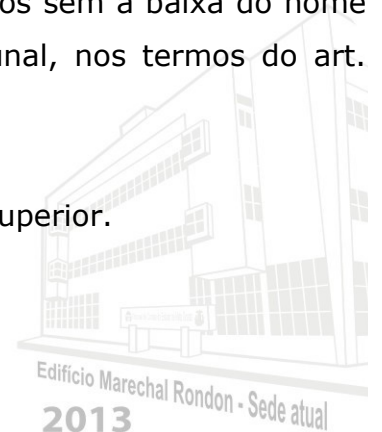 os sem a baixa do nome
unal, nos termos do art.
uperior.
Edifício Marechal Rondon - Sede atual
2013